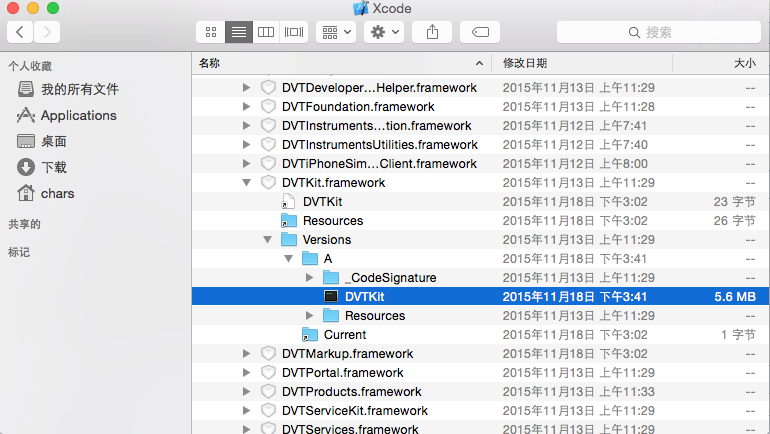 Xcode
搜索
个人收藏
我的所有文件
Applications
桌面
下载
chars
共享的
标记
名称 修改日期 大小
DVTDeveloper…Helper.framework 2015年11月13日 上午11:29 --
DVTFoundation.framework 2015年11月13日 上午11:28 --
DVTInstruments…tion.framework 2015年11月12日 上午7:41 --
DVTInstrumentsUtilities.framework 2015年11月12日 上午7:40 --
DVTiPhoneSim…Client.framework 2015年11月12日 上午8:00 --
DVTKit.framework 2015年11月13日 上午11:29 --
DVTKit 2015年11月18日 下午3:02 23 字节
Resources 2015年11月18日 下午3:02 26 字节
Versions 2015年11月13日 上午11:29 --
A 2015年11月18日 下午3:41 --
_CodeSignature 2015年11月13日 上午11:29 --
DVTKit 2015年11月18日 下午3:41 5.6 MB
Resources 2015年11月13日 上午11:29 --
Current 2015年11月18日 下午3:02 1 字节
DVTMarkup.framework 2015年11月18日 下午3:02 --
DVTPortal.framework 2015年11月13日 上午11:29 --
DVTProducts.framework 2015年11月13日 上午11:33 --
DVTServiceKit.framework 2015年11月13日 上午11:29 --
DVTServices.framework 2015年11月13日 上午11:29 --